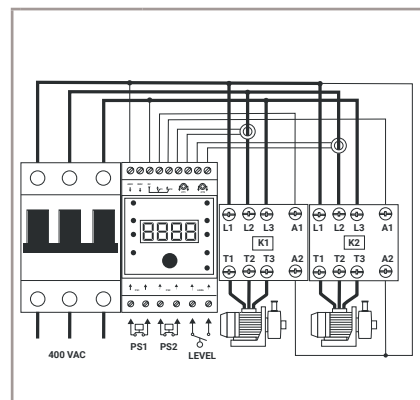 8888
L1 L2 L3 A1 L1 L2 L3 A1
K1 K2
T1 T2 T3 A2 T1 T2 T3 A2
400 VAC PS1 PS2 LEVEL